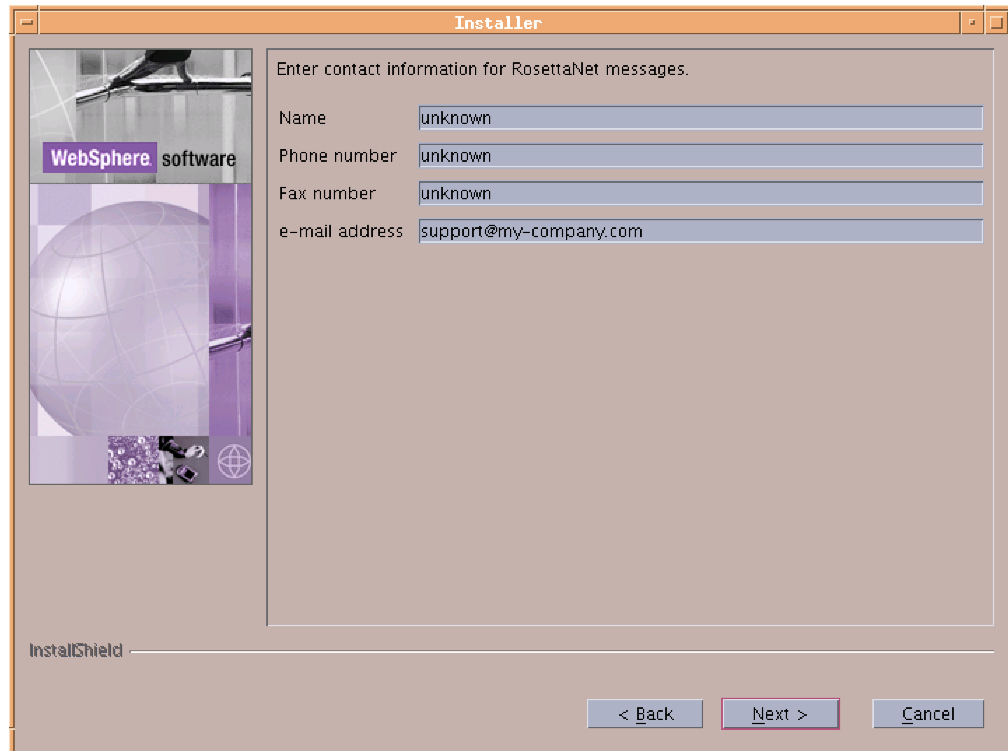 Installer
WebSphere. software
Enter contact information for RosettaNet messages.
Name unknown
Phone number unknown
Fax number unknown
e-mail address support@my-company.com
InstallShield
< Back Next > Cancel